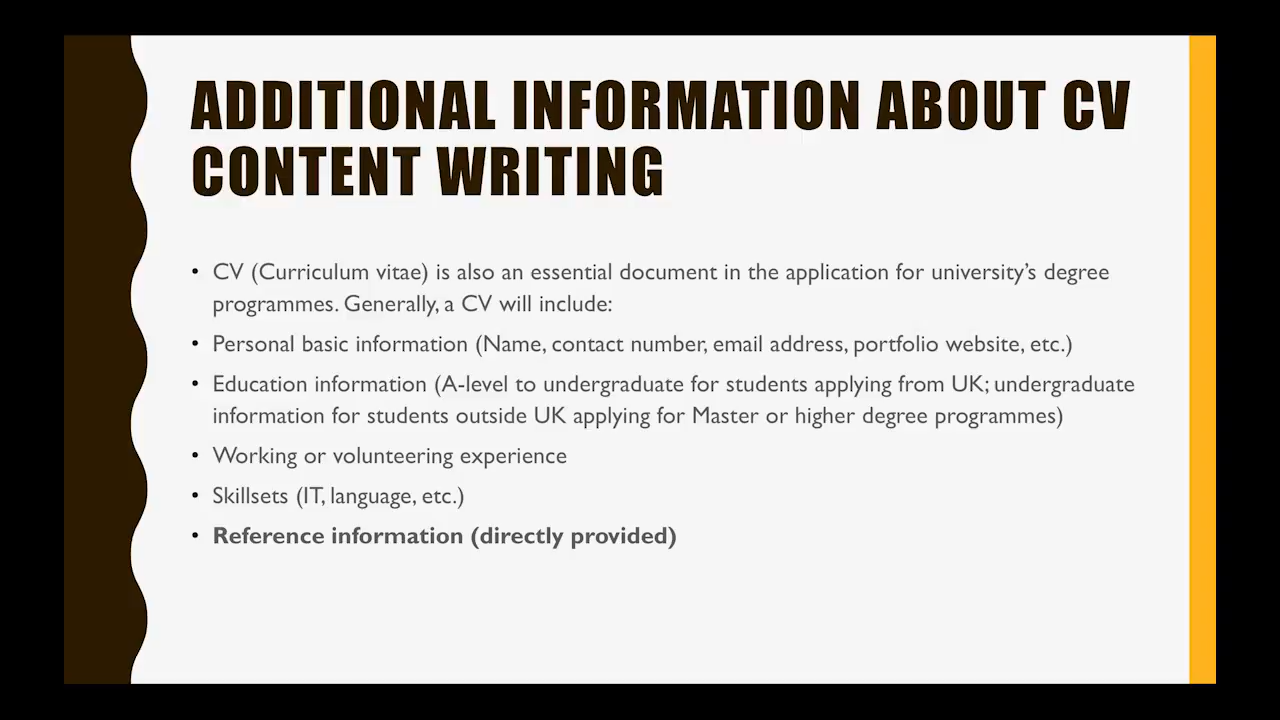 ADDITIONAL INFORMATION ABOUT CV
CONTENT WRITING
• CV (Curriculum vitae) is also an essential document in the application for university’s degree
programmes. Generally, a CV will include:
• Personal basic information (Name, contact number, email address, portfolio website, etc.)
• Education information (A-level to undergraduate for students applying from UK; undergraduate
information for students outside UK applying for Master or higher degree programmes)
• Working or volunteering experience
• Skillsets (IT, language, etc.)
• Reference information (directly provided)